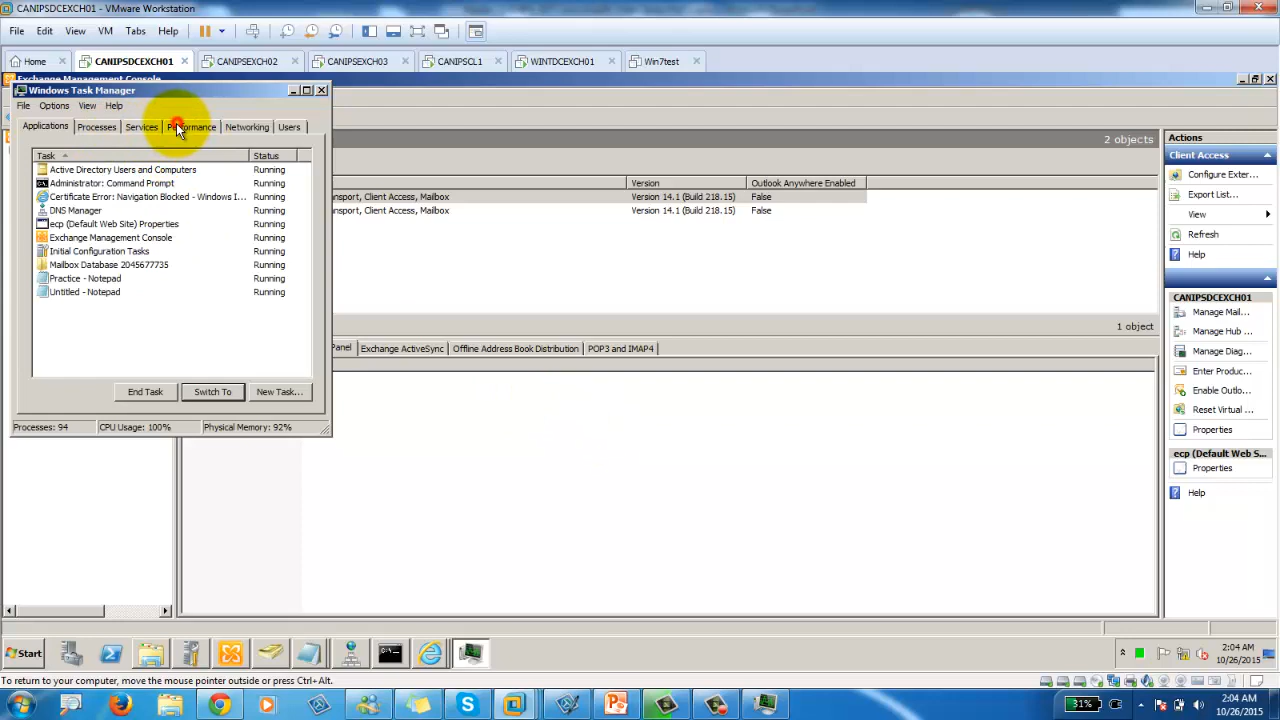 CANIPSDCEXCH01 - VMware Workstation
File Edit View VM Tabs Help
Home CANIPSDCEXCH01 CANIPSEXCH02 CANIPSEXCH03 CANIPSCL1 WINTDCEXCH01 Win7test
Exchange Management Console
Windows Task Manager
File Options View Help
Applications Processes Services Performance Networking Users
Task Status
Active Directory Users and Computers Running
Administrator: Command Prompt Running
Certificate Error: Navigation Blocked - Windows I... Running
DNS Manager Running
ecp (Default Web Site) Properties Running
Exchange Management Console Running
Initial Configuration Tasks Running
Mailbox Database 2045677735 Running
Practice - Notepad Running
Untitled - Notepad Running
End Task Switch To New Task...
Processes: 94 CPU Usage: 100% Physical Memory: 92%
2 objects
Version Outlook Anywhere Enabled
nsport, Client Access, Mailbox Version 14.1 (Build 218.15) False
nsport, Client Access, Mailbox Version 14.1 (Build 218.15) False
1 object
Panel Exchange ActiveSync Offline Address Book Distribution POP3 and IMAP4
Actions
Client Access
Configure Exter...
Export List...
View
Refresh
Help
CANIPSDCEXCH01
Manage Mail...
Manage Hub ...
Manage Diag...
Enter Produc...
Enable Outlo...
Reset Virtual ...
Properties
ecp (Default Web S...
Properties
Help
Start
2:04 AM
10/26/2015
To return to your computer, move the mouse pointer outside or press Ctrl+Alt.
31%
2:04 AM
10/26/2015